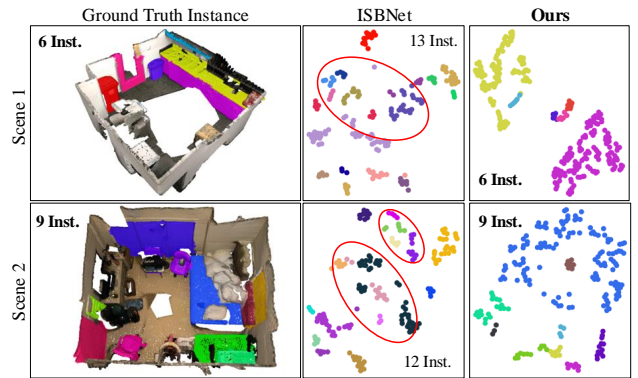 Ground Truth Instance
ISBNet
Ours
Scene 1
6 Inst.
13 Inst.
6 Inst.
Scene 2
9 Inst.
12 Inst.
9 Inst.